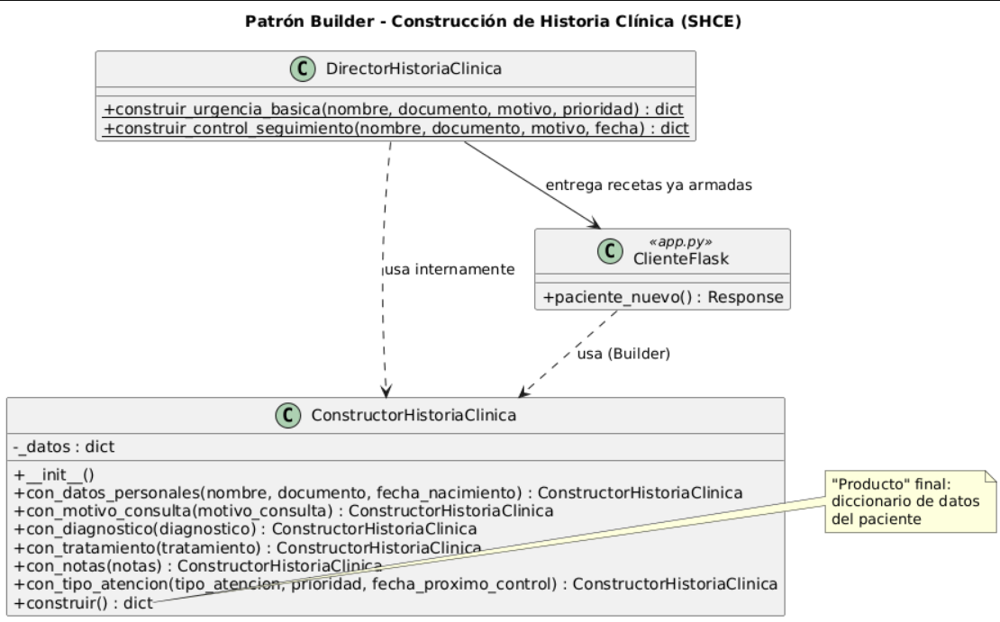 Patrón Builder - Construcción de Historia Clínica (SHCE)
C DirectorHistoriaClinica
+construir_urgencia_basica(nombre, documento, motivo, prioridad) : dict
+construir_control_seguimiento(nombre, documento, motivo, fecha) : dict
entrega recetas ya armadas
«app.py»
C ClienteFlask
+paciente_nuevo() : Response
usa internamente
usa (Builder)
C ConstructorHistoriaClinica
-_datos : dict
+__init__()
+con_datos_personales(nombre, documento, fecha_nacimiento) : ConstructorHistoriaClinica
+con_motivo_consulta(motivo_consulta) : ConstructorHistoriaClinica
+con_diagnostico(diagnostico) : ConstructorHistoriaClinica
+con_tratamiento(tratamiento) : ConstructorHistoriaClinica
+con_notas(notas) : ConstructorHistoriaClinica
+con_tipo_atencion(tipo_atencion, prioridad, fecha_proximo_control) : ConstructorHistoriaClinica
+construir() : dict
"Producto" final:
diccionario de datos
del paciente